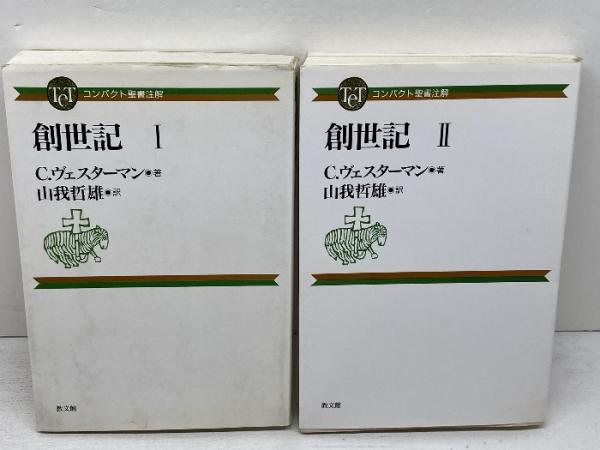 TeT コンパクト聖書注解
創世記 Ⅰ
C.ヴェスターマン◉著
山我哲雄◉訳
教文館
TeT コンパクト聖書注解
創世記 Ⅱ
C.ヴェスターマン◉著
山我哲雄◉訳
教文館